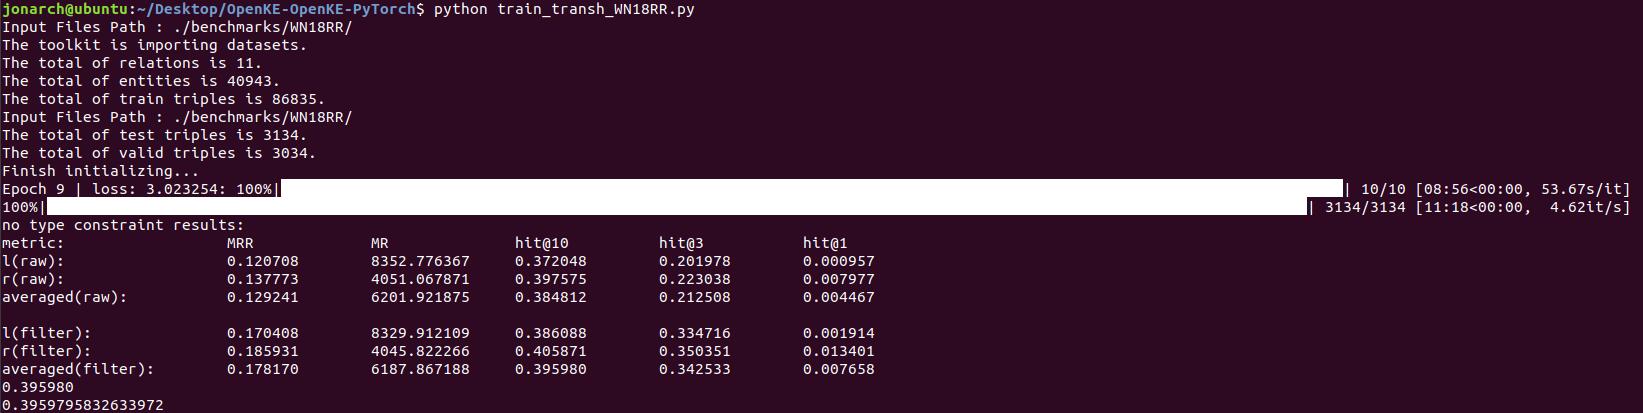 jonarch@ubuntu:~/Desktop/OpenKE-OpenKE-PyTorch$ python train_transh_WN18RR.py
Input Files Path : ./benchmarks/WN18RR/
The toolkit is importing datasets.
The total of relations is 11.
The total of entities is 40943.
The total of train triples is 86835.
Input Files Path : ./benchmarks/WN18RR/
The total of test triples is 3134.
The total of valid triples is 3034.
Finish initializing...
Epoch 9 | loss: 3.023254: 100%| | 10/10 [08:56<00:00, 53.67s/it]
100%| | 3134/3134 [11:18<00:00, 4.62it/s]
no type constraint results:
metric: MRR MR hit@10 hit@3 hit@1
l(raw): 0.120708 8352.776367 0.372048 0.201978 0.000957
r(raw): 0.137773 4051.067871 0.397575 0.223038 0.007977
averaged(raw): 0.129241 6201.921875 0.384812 0.212508 0.004467
l(filter): 0.170408 8329.912109 0.386088 0.334716 0.001914
r(filter): 0.185931 4045.822266 0.405871 0.350351 0.013401
averaged(filter): 0.178170 6187.867188 0.395980 0.342533 0.007658
0.395980
0.3959795832633972